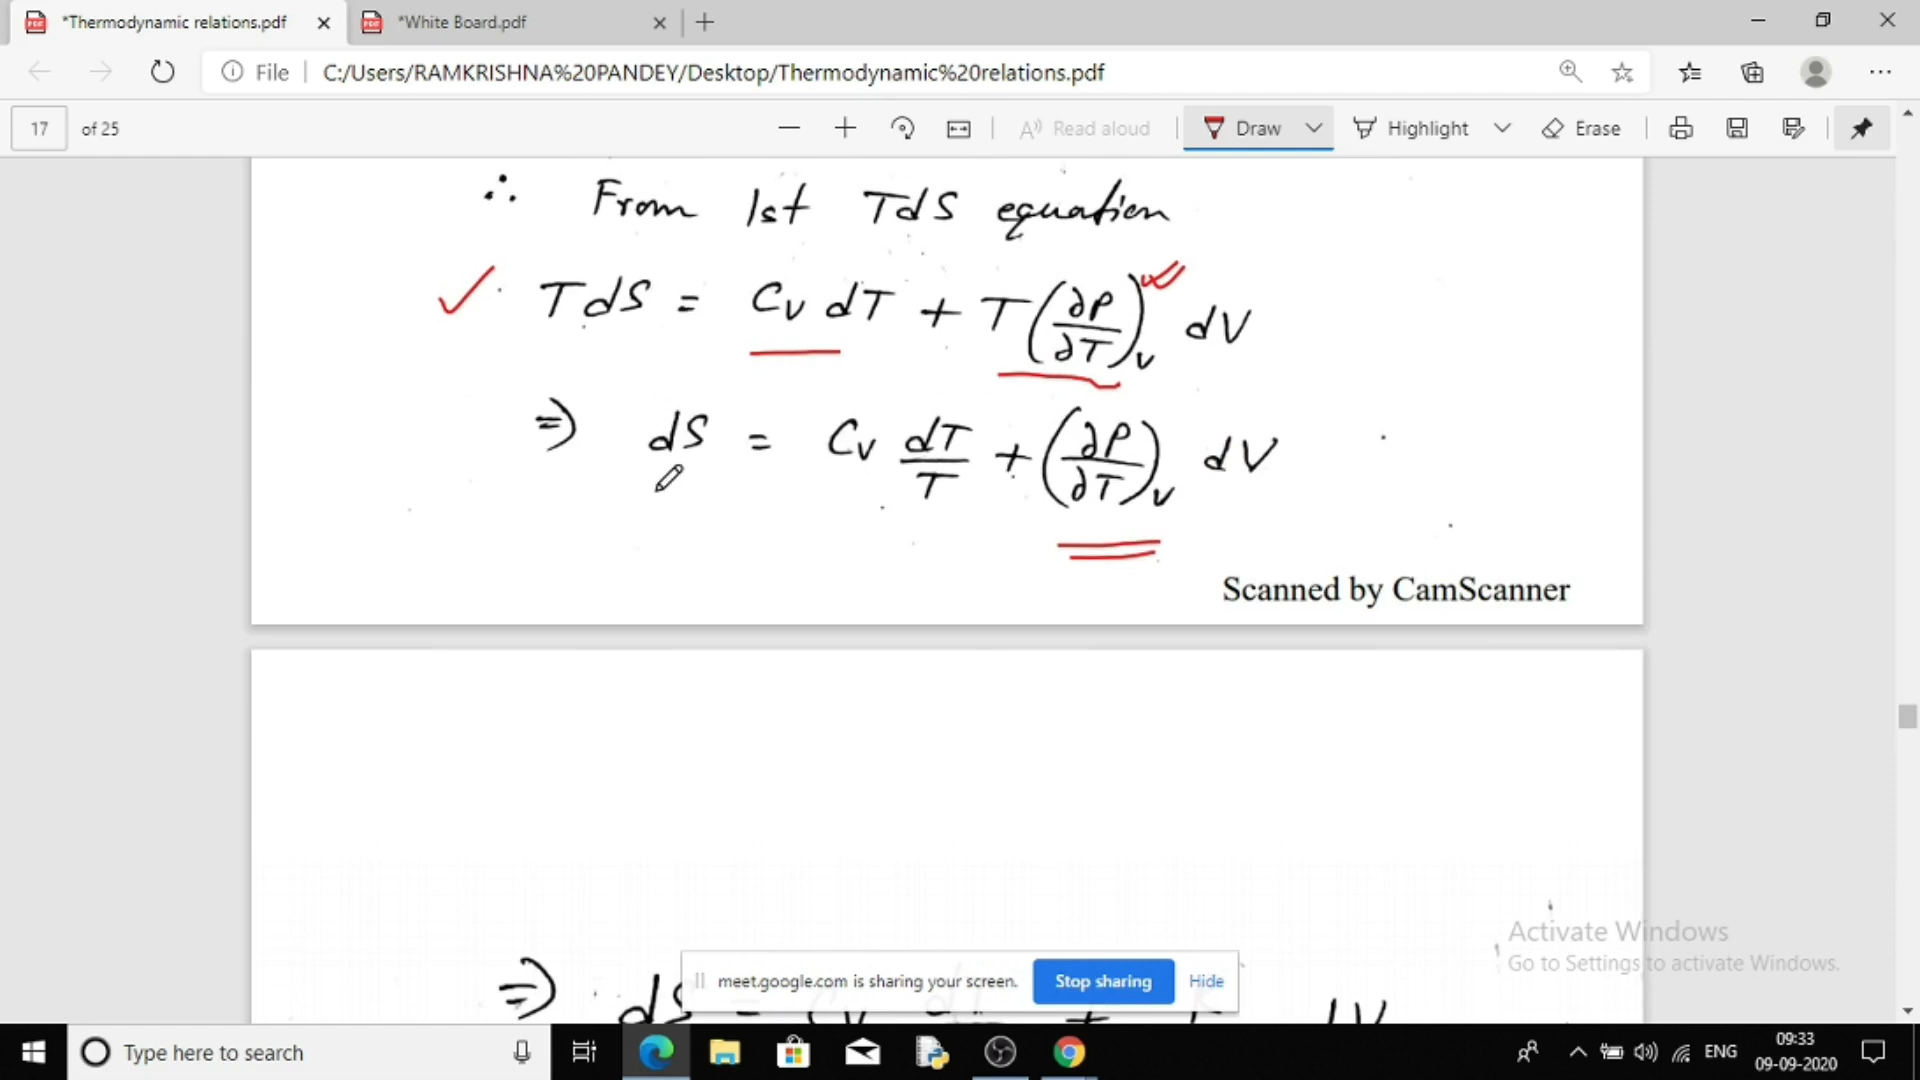 *Thermodynamic relations.pdf
*White Board.pdf
File C:/Users/RAMKRISHNA%20PANDEY/Desktop/Thermodynamic%20relations.pdf
17 of 25 Read aloud Draw Highlight Erase
∴ From 1st TdS equation
TdS = Cv dT + T(∂P/∂T)v dV
⇒ dS = Cv dT/T + (∂P/∂T)v dV
Scanned by CamScanner
Activate Windows
Go to Settings to activate Windows.
⇒ dS = Cv + dV
meet.google.com is sharing your screen. Stop sharing Hide
Type here to search
ENG
09:33
09-09-2020